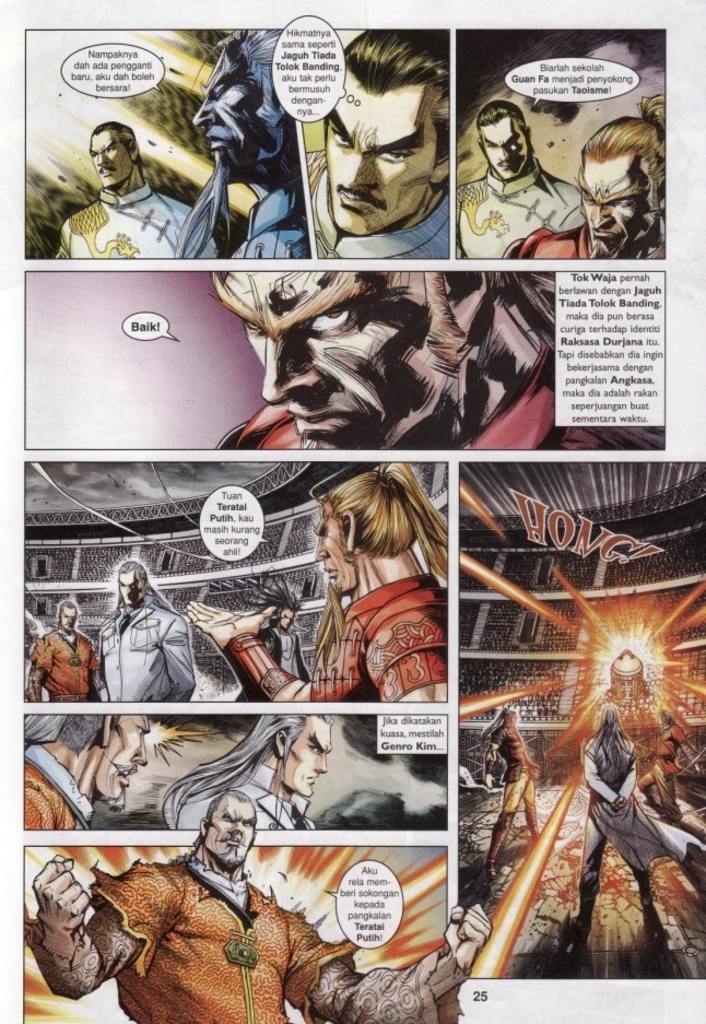 Nampaknya
dah ada pengganti
baru, aku dah boleh
bersara!
Hikmatnya
sama seperti
Jaguh Tiada
Tolok Banding,
aku tak perlu
bermusuh
dengan-
nya...
Biarlah sekolah
Guan Fa menjadi penyokong
pasukan Taoisme!
Baik!
Tok Waja pernah
berlawan dengan Jaguh
Tiada Tolok Banding,
maka dia pun berasa
curiga terhadap identiti
Raksasa Durjana itu.
Tapi disebabkan dia ingin
bekerjasama dengan
pangkalan Angkasa,
maka dia adalah rakan
seperjuangan buat
sementara waktu.
Tuan
Teratai
Putih, kau
masih kurang
seorang
ahli!
HONG!
Jika dikatakan
kuasa, mestilah
Genro Kim...
Aku
rela mem-
beri sokongan
kepada
pangkalan
Teratai
Putih!
25